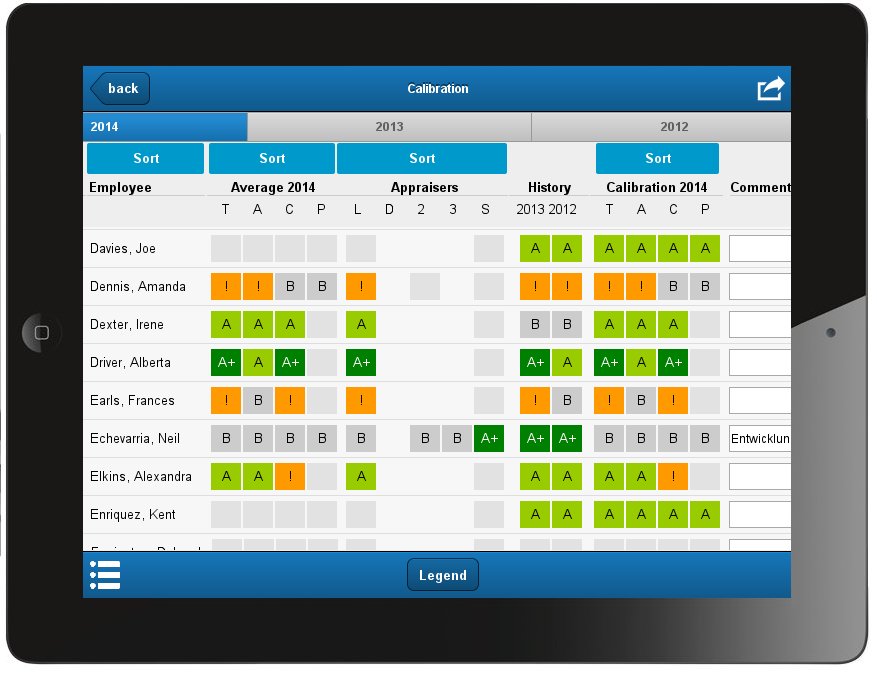 back Calibration
2014 2013 2012
Sort Sort Sort Sort
Employee Average 2014 Appraisers History Calibration 2014 Comment
T A C P L D 2 3 S 2013 2012 T A C P
Davies, Joe A A A A A A
Dennis, Amanda ! ! B B ! ! ! ! ! B B
Dexter, Irene A A A A B B A A A
Driver, Alberta A+ A A+ A+ A+ A A+ A A+
Earls, Frances ! B ! ! ! B ! B !
Echevarria, Neil B B B B B B B A+ A+ A+ B B B B Entwicklun
Elkins, Alexandra A A ! A A A A A !
Enriquez, Kent A A A A A A
Legend